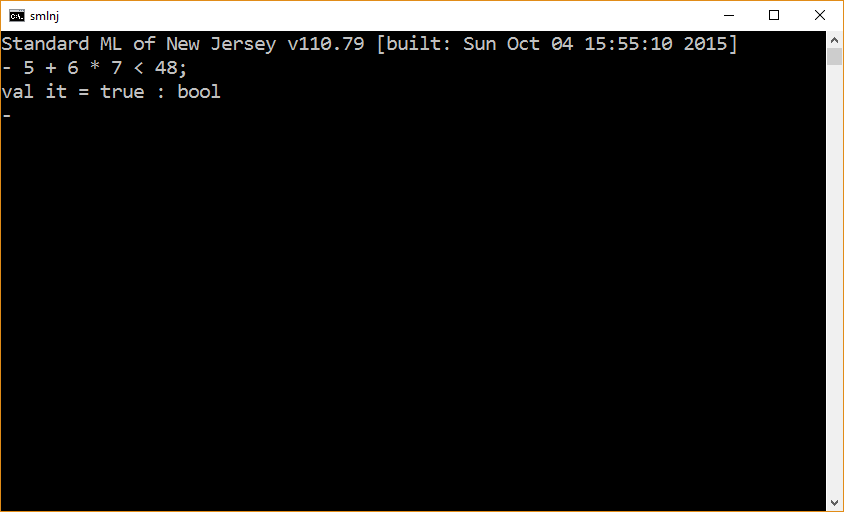 smlnj
Standard ML of New Jersey v110.79 [built: Sun Oct 04 15:55:10 2015]
- 5 + 6 * 7 < 48;
val it = true : bool
-